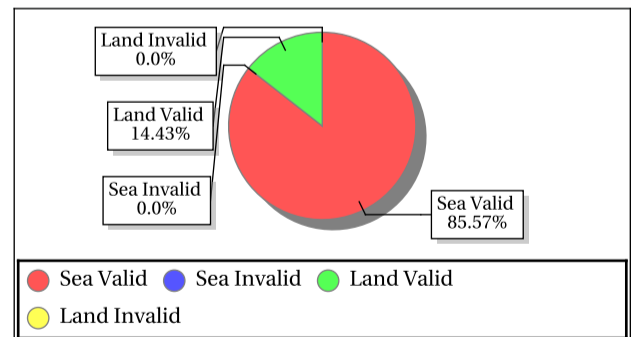 Land Invalid
0.0%
Land Valid
14.43%
Sea Invalid
0.0%
Sea Valid
85.57%
Sea Valid Sea Invalid Land Valid
Land Invalid